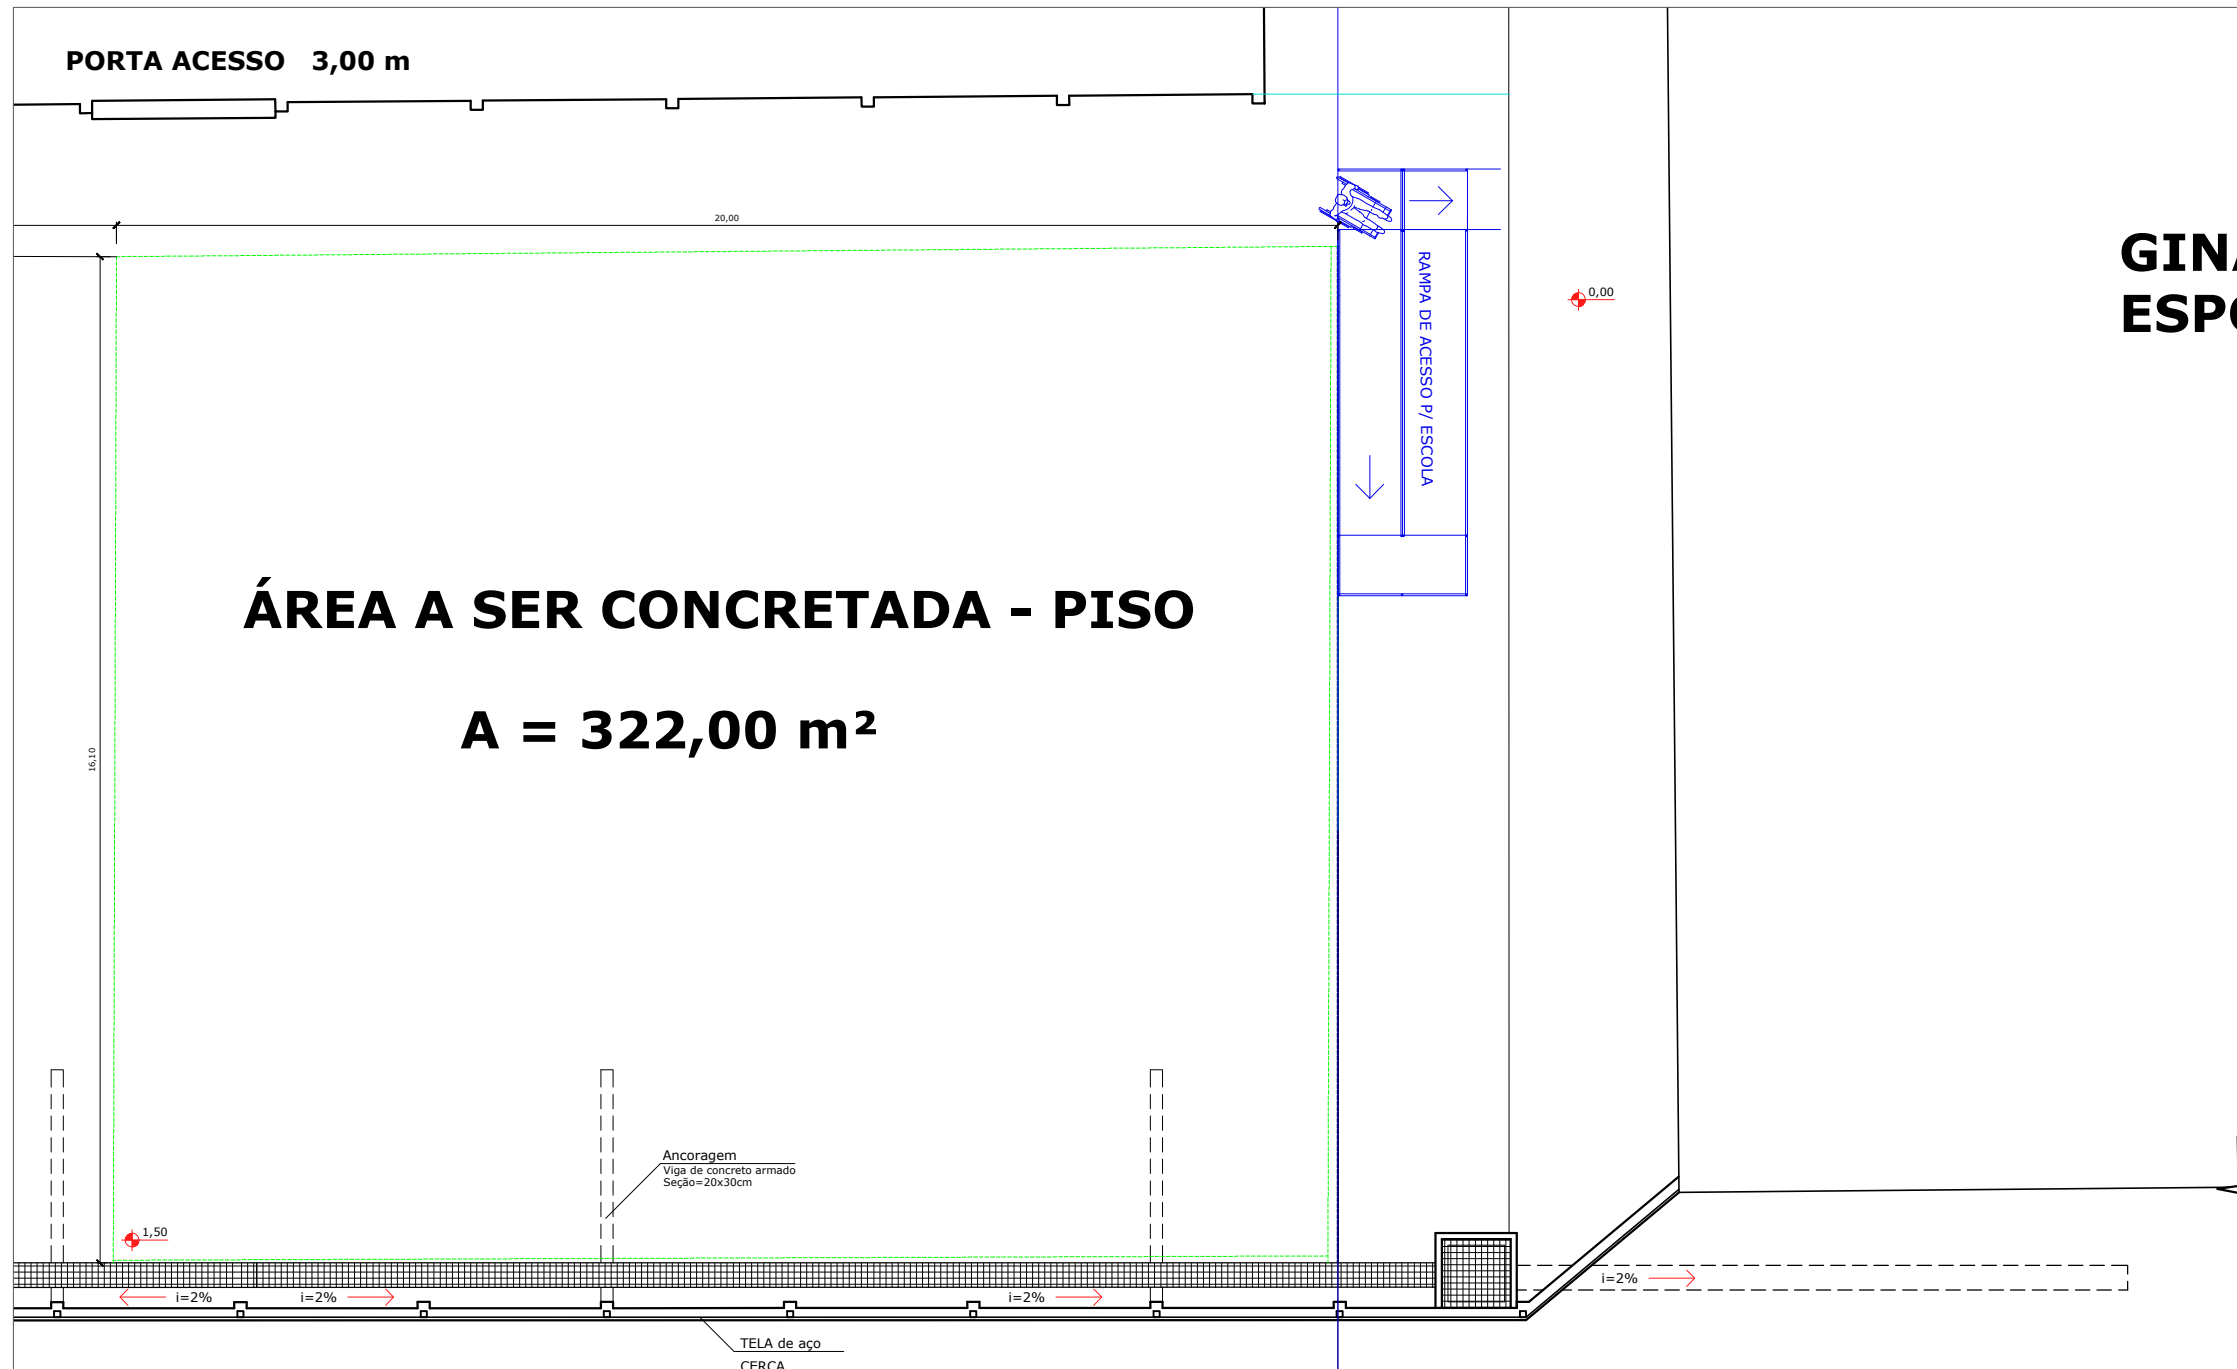 PORTA ACESSO 3,00 m
20,00
GINÁ
ESPO
0,00
RAMPA DE ACESSO P/ ESCOLA
ÁREA A SER CONCRETADA - PISO
A = 322,00 m²
16,10
Ancoragem
Viga de concreto armado
Seção=20x30cm
1,50
i=2%
i=2%
i=2%
i=2%
TELA de aço
CERCA